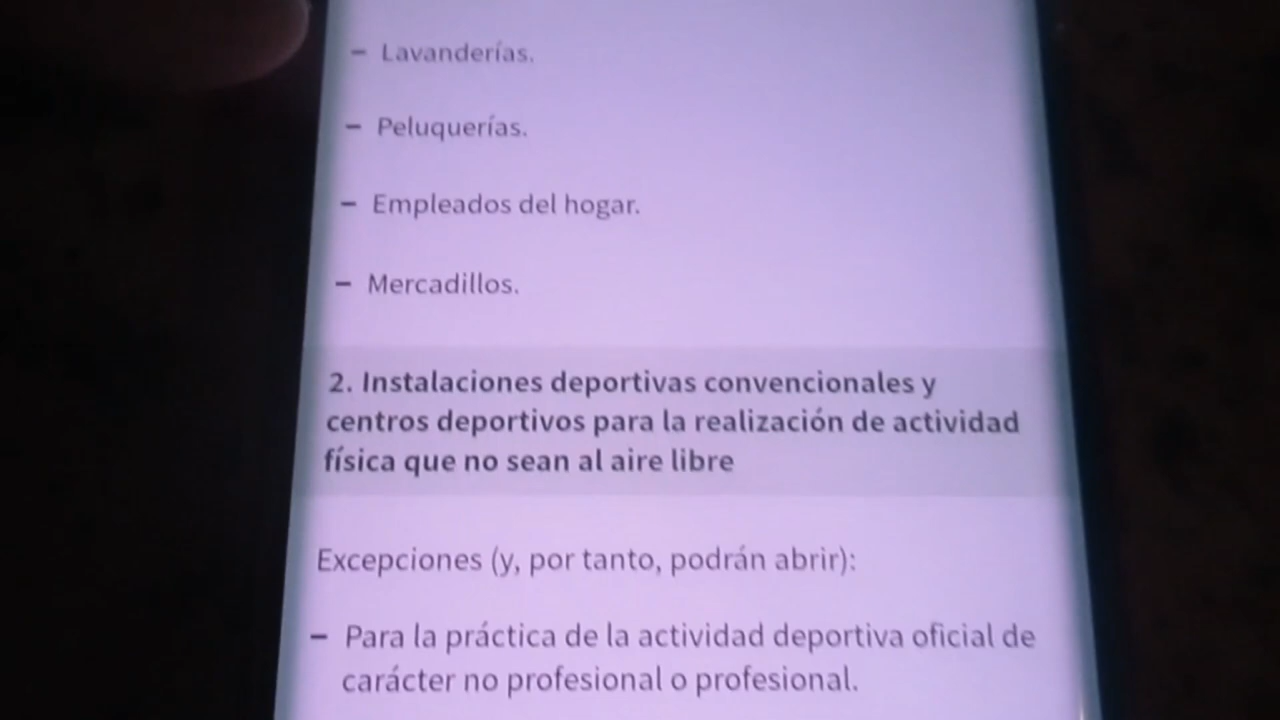 – Lavanderías.
– Peluquerías.
– Empleados del hogar.
– Mercadillos.
2. Instalaciones deportivas convencionales y
centros deportivos para la realización de actividad
física que no sean al aire libre
Excepciones (y, por tanto, podrán abrir):
– Para la práctica de la actividad deportiva oficial de
carácter no profesional o profesional.